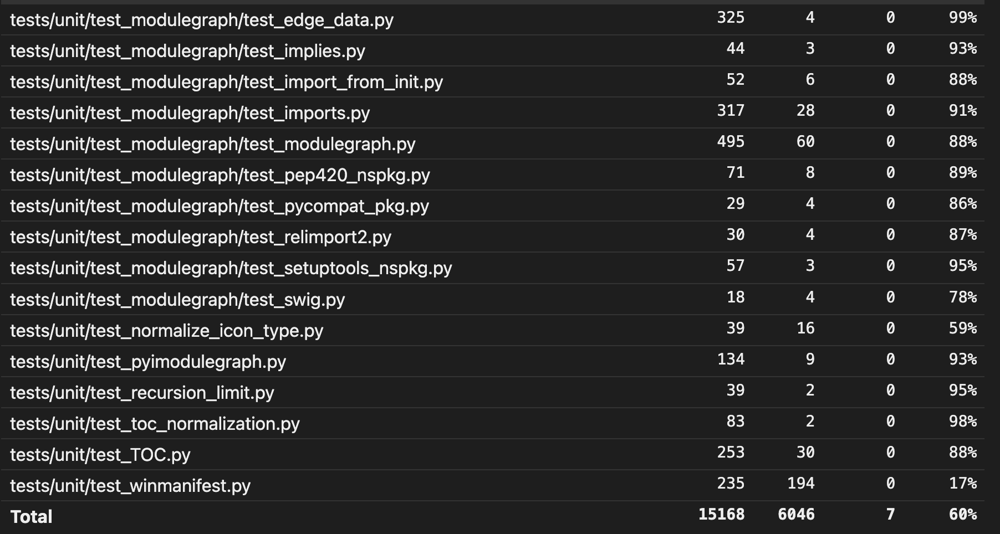 tests/unit/test_modulegraph/test_edge_data.py 325 4 0 99%
tests/unit/test_modulegraph/test_implies.py 44 3 0 93%
tests/unit/test_modulegraph/test_import_from_init.py 52 6 0 88%
tests/unit/test_modulegraph/test_imports.py 317 28 0 91%
tests/unit/test_modulegraph/test_modulegraph.py 495 60 0 88%
tests/unit/test_modulegraph/test_pep420_nspkg.py 71 8 0 89%
tests/unit/test_modulegraph/test_pycompat_pkg.py 29 4 0 86%
tests/unit/test_modulegraph/test_relimport2.py 30 4 0 87%
tests/unit/test_modulegraph/test_setuptools_nspkg.py 57 3 0 95%
tests/unit/test_modulegraph/test_swig.py 18 4 0 78%
tests/unit/test_normalize_icon_type.py 39 16 0 59%
tests/unit/test_pyimodulegraph.py 134 9 0 93%
tests/unit/test_recursion_limit.py 39 2 0 95%
tests/unit/test_toc_normalization.py 83 2 0 98%
tests/unit/test_TOC.py 253 30 0 88%
tests/unit/test_winmanifest.py 235 194 0 17%
Total 15168 6046 7 60%